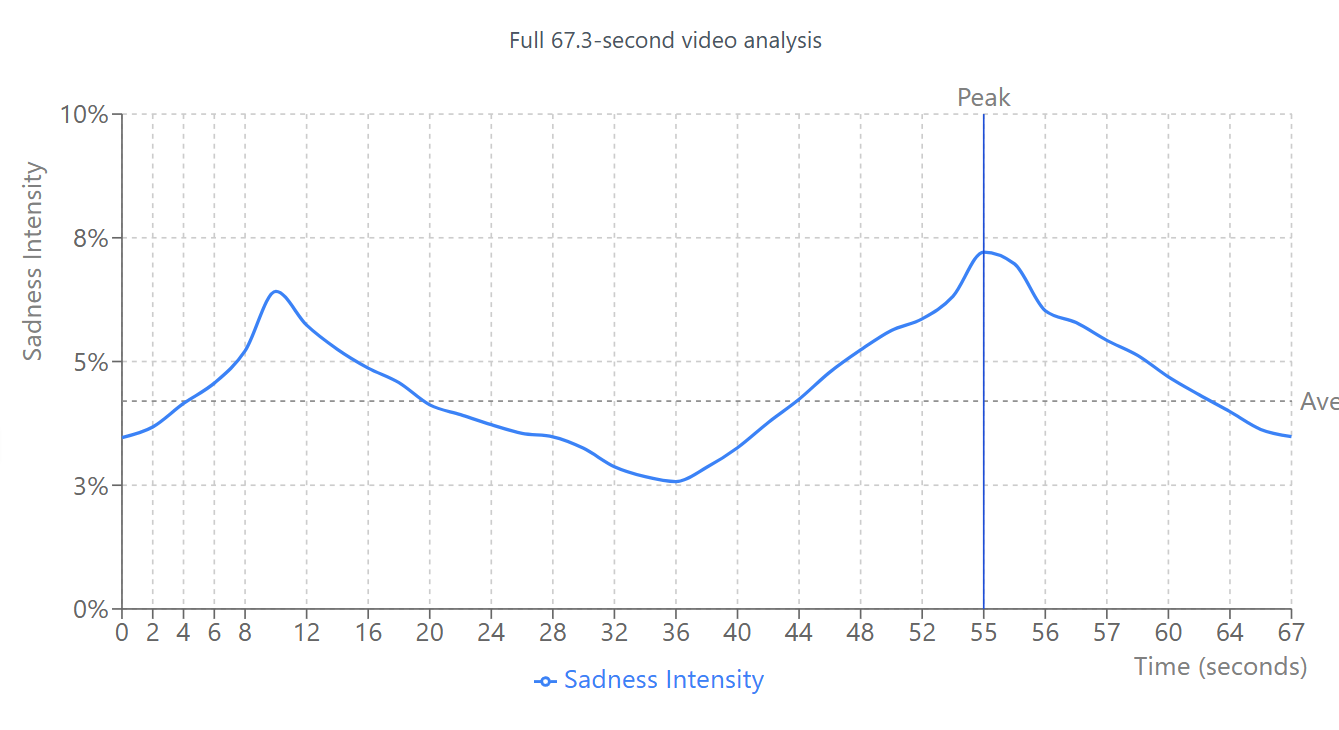 Full 67.3-second video analysis
Peak
10%
8%
5%
3%
0%
Sadness Intensity
Ave
0 2 4 6 8 12 16 20 24 28 32 36 40 44 48 52 55 56 57 60 64 67
Time (seconds)
Sadness Intensity